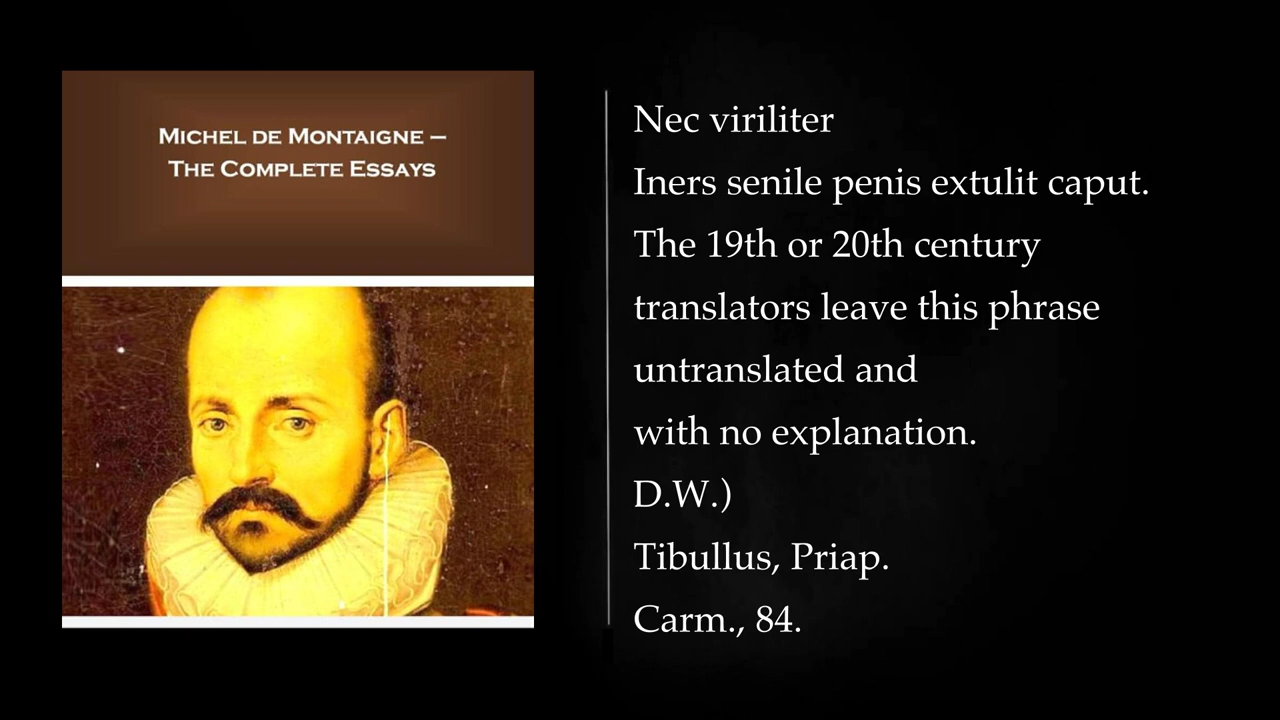 MICHEL DE MONTAIGNE –
THE COMPLETE ESSAYS
Nec viriliter
Iners senile penis extulit caput.
The 19th or 20th century
translators leave this phrase
untranslated and
with no explanation.
D.W.)
Tibullus, Priap.
Carm., 84.